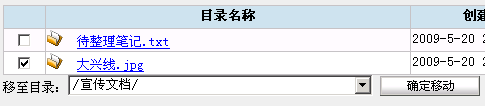 目录名称 创建
待整理笔记.txt 2009-5-20
大兴线.jpg 2009-5-20
移至目录: /宣传文档/ 确定移动